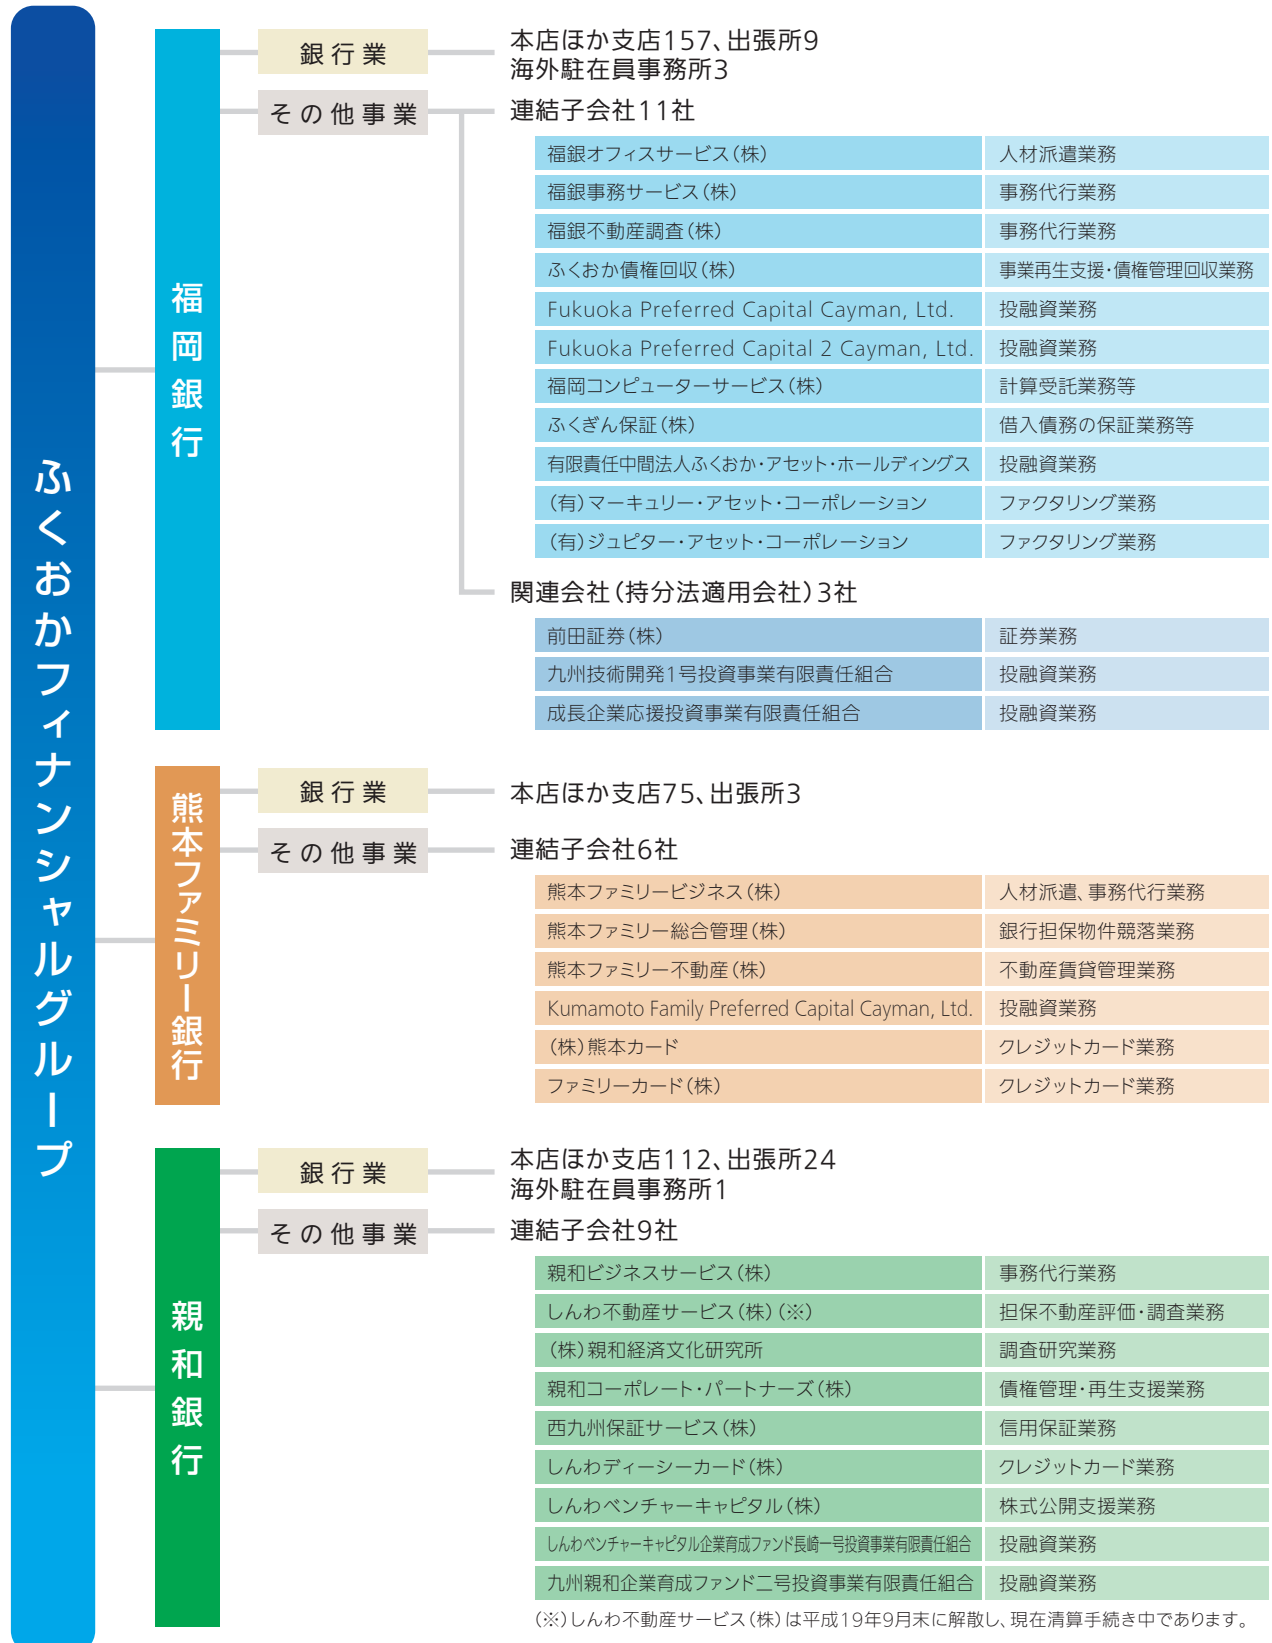 ふくおかフィナンシャルグループ
福岡銀行
銀行業
本店ほか支店157、出張所9
海外駐在員事務所3
その他事業
連結子会社11社
福銀オフィスサービス(株) 人材派遣業務
福銀事務サービス(株) 事務代行業務
福銀不動産調査(株) 事務代行業務
ふくおか債権回収(株) 事業再生支援・債権管理回収業務
Fukuoka Preferred Capital Cayman, Ltd. 投融資業務
Fukuoka Preferred Capital 2 Cayman, Ltd. 投融資業務
福岡コンピューターサービス(株) 計算受託業務等
ふくぎん保証(株) 借入債務の保証業務等
有限責任中間法人ふくおか・アセット・ホールディングス 投融資業務
(有)マーキュリー・アセット・コーポレーション ファクタリング業務
(有)ジュピター・アセット・コーポレーション ファクタリング業務
関連会社(持分法適用会社)3社
前田証券(株) 証券業務
九州技術開発1号投資事業有限責任組合 投融資業務
成長企業応援投資事業有限責任組合 投融資業務
熊本ファミリー銀行
銀行業
本店ほか支店75、出張所3
その他事業
連結子会社6社
熊本ファミリービジネス(株) 人材派遣、事務代行業務
熊本ファミリー総合管理(株) 銀行担保物件競落業務
熊本ファミリー不動産(株) 不動産賃貸管理業務
Kumamoto Family Preferred Capital Cayman, Ltd. 投融資業務
(株)熊本カード クレジットカード業務
ファミリーカード(株) クレジットカード業務
親和銀行
銀行業
本店ほか支店112、出張所24
海外駐在員事務所1
その他事業
連結子会社9社
親和ビジネスサービス(株) 事務代行業務
しんわ不動産サービス(株)(※) 担保不動産評価・調査業務
(株)親和経済文化研究所 調査研究業務
親和コーポレート・パートナーズ(株) 債権管理・再生支援業務
西九州保証サービス(株) 信用保証業務
しんわディーシーカード(株) クレジットカード業務
しんわベンチャーキャピタル(株) 株式公開支援業務
しんわベンチャーキャピタル企業育成ファンド長崎一号投資事業有限責任組合 投融資業務
九州親和企業育成ファンド二号投資事業有限責任組合 投融資業務
(※)しんわ不動産サービス(株)は平成19年9月末に解散し、現在清算手続き中であります。